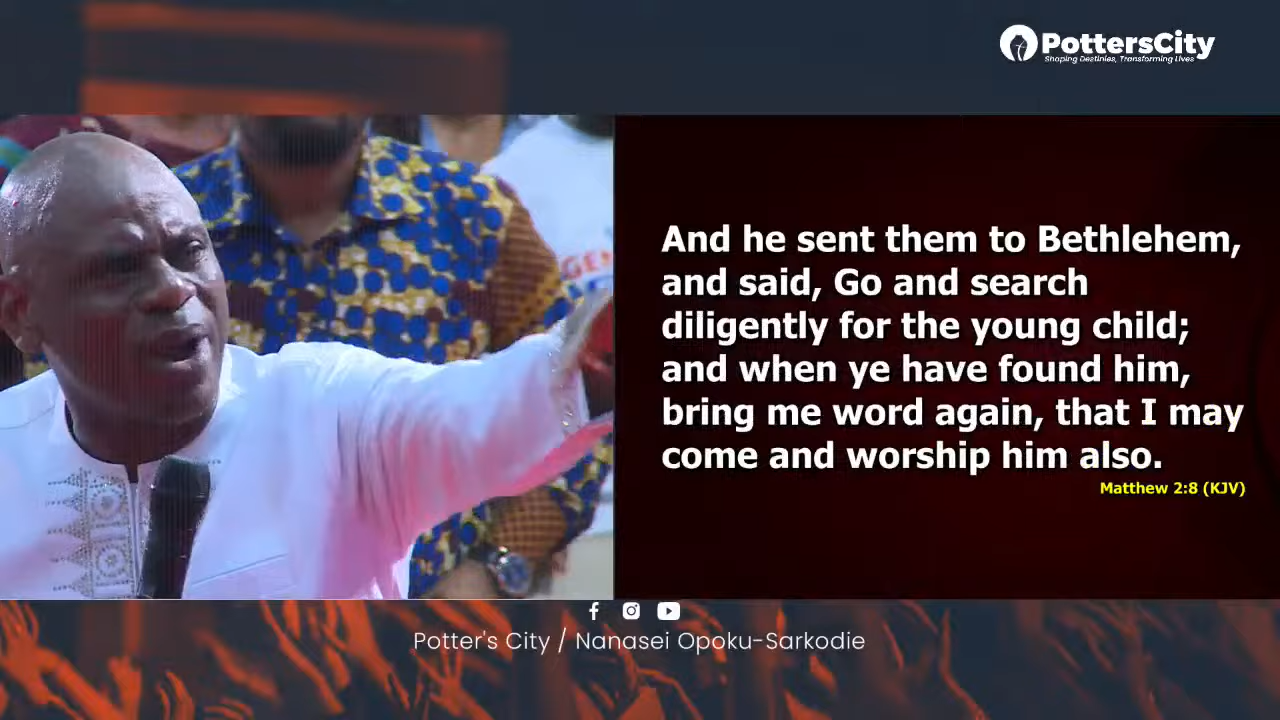 PottersCity
Shaping Destinies, Transforming Lives
And he sent them to Bethlehem,
and said, Go and search
diligently for the young child;
and when ye have found him,
bring me word again, that I may
come and worship him also.
Matthew 2:8 (KJV)
Potter's City / Nanasei Opoku-Sarkodie